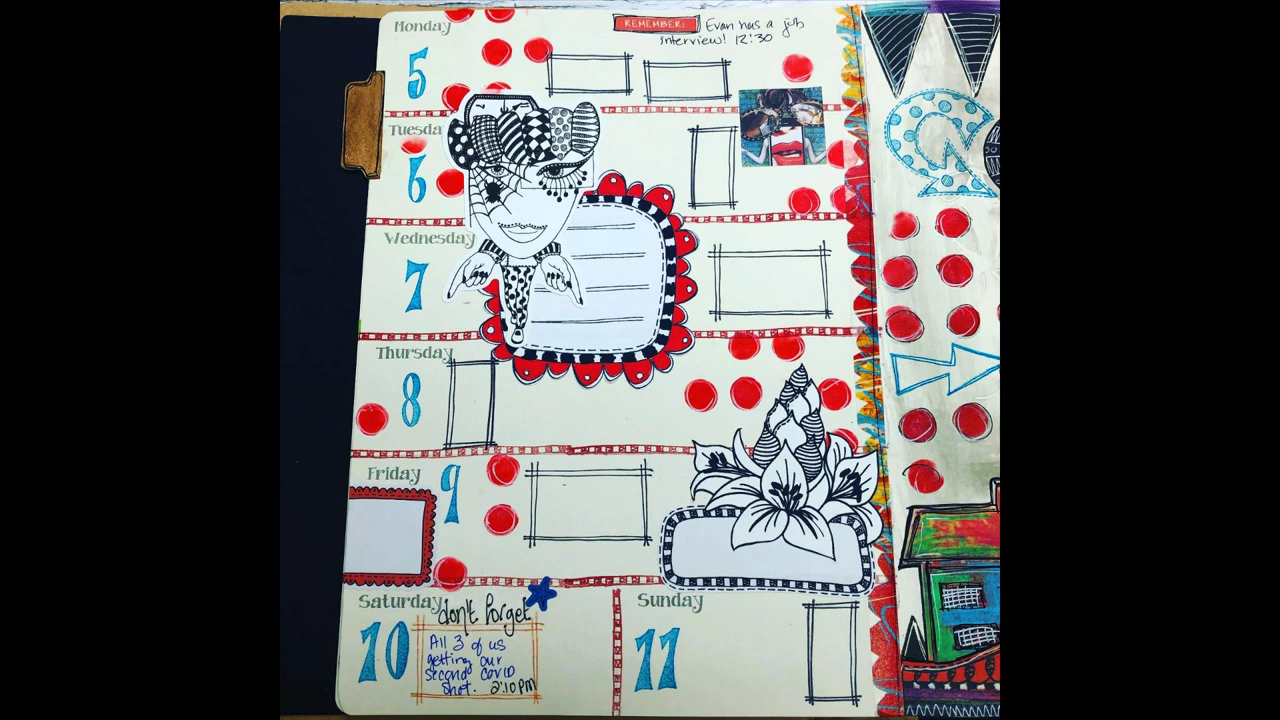 Monday
REMEMBER: Evan has a job
interview! 12:30
5
Tuesday
6
Wednesday
7
Thursday
8
Friday 9
Saturday don't forget
10
All 3 of us
getting our
second COVID
shot. 2:10PM
Sunday
11
2